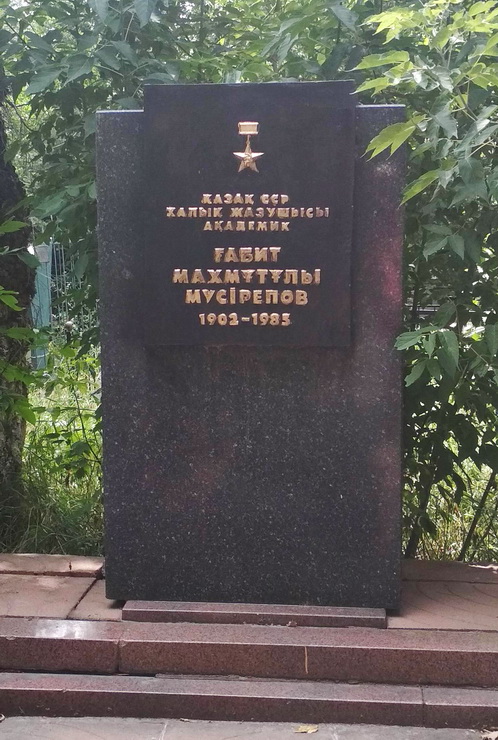 ҚАЗАҚ ССР
ХАЛЫҚ ЖАЗУШЫСЫ
АКАДЕМИК
ҒАБИТ
МАХМҰТҰЛЫ
МҮСІРЕПОВ
1902-1985